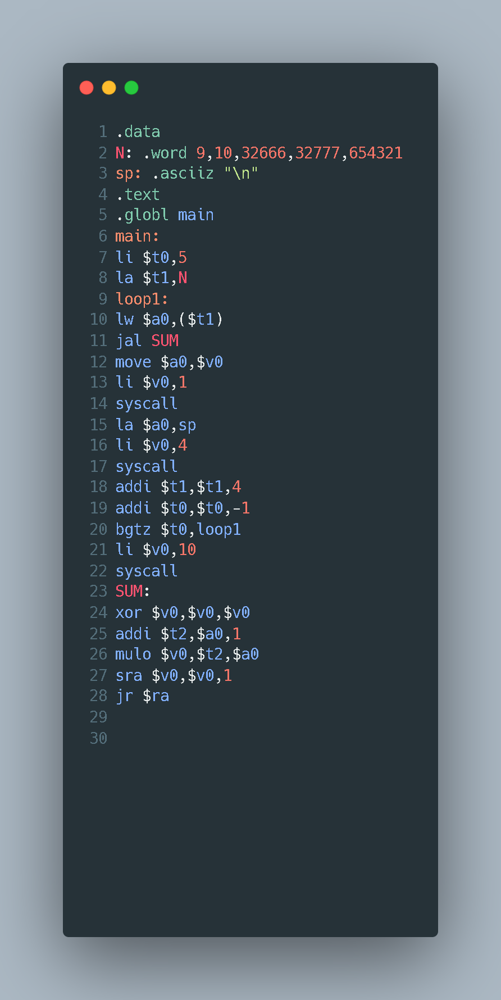 1 .data
2 N: .word 9,10,32666,32777,654321
3 sp: .asciiz "\n"
4 .text
5 .globl main
6 main:
7 li $t0,5
8 la $t1,N
9 loop1:
10 lw $a0,($t1)
11 jal SUM
12 move $a0,$v0
13 li $v0,1
14 syscall
15 la $a0,sp
16 li $v0,4
17 syscall
18 addi $t1,$t1,4
19 addi $t0,$t0,-1
20 bgtz $t0,loop1
21 li $v0,10
22 syscall
23 SUM:
24 xor $v0,$v0,$v0
25 addi $t2,$a0,1
26 mulo $v0,$t2,$a0
27 sra $v0,$v0,1
28 jr $ra
29
30